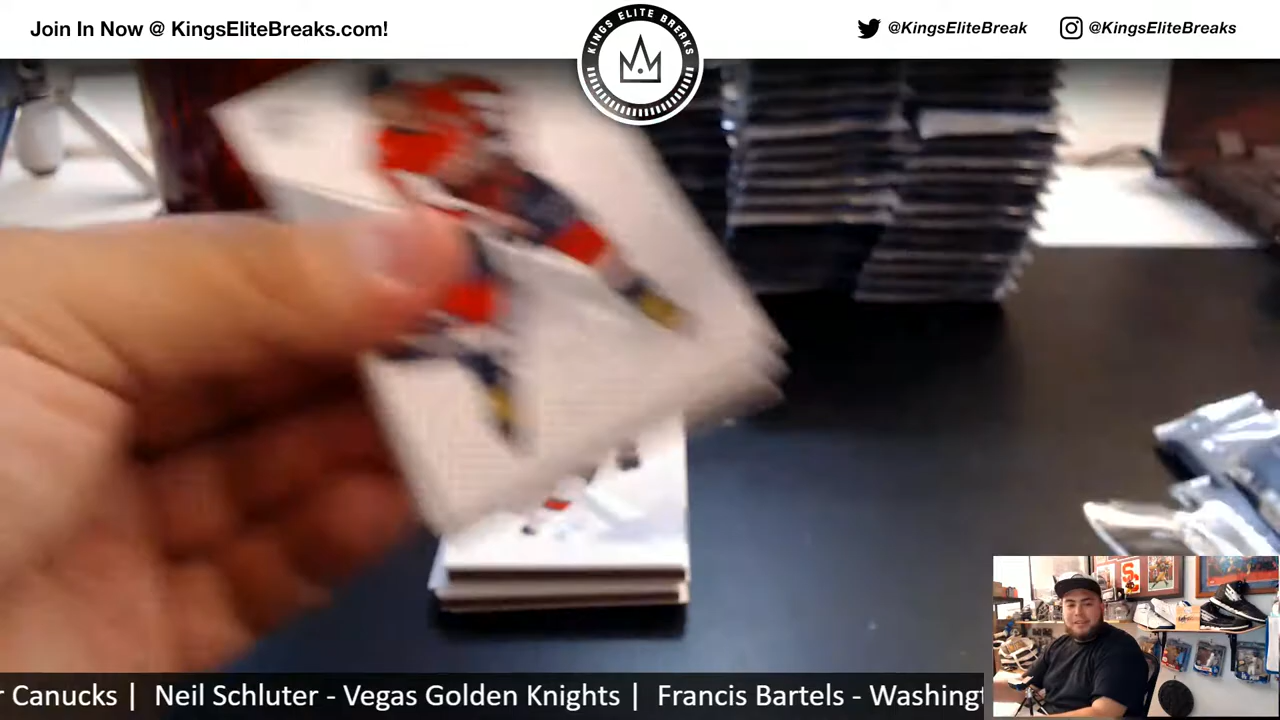 Join In Now @ KingsEliteBreaks.com!
KINGS ELITE BREAKS
@KingsEliteBreak
@KingsEliteBreaks
r Canucks | Neil Schluter - Vegas Golden Knights | Francis Bartels - Washingt